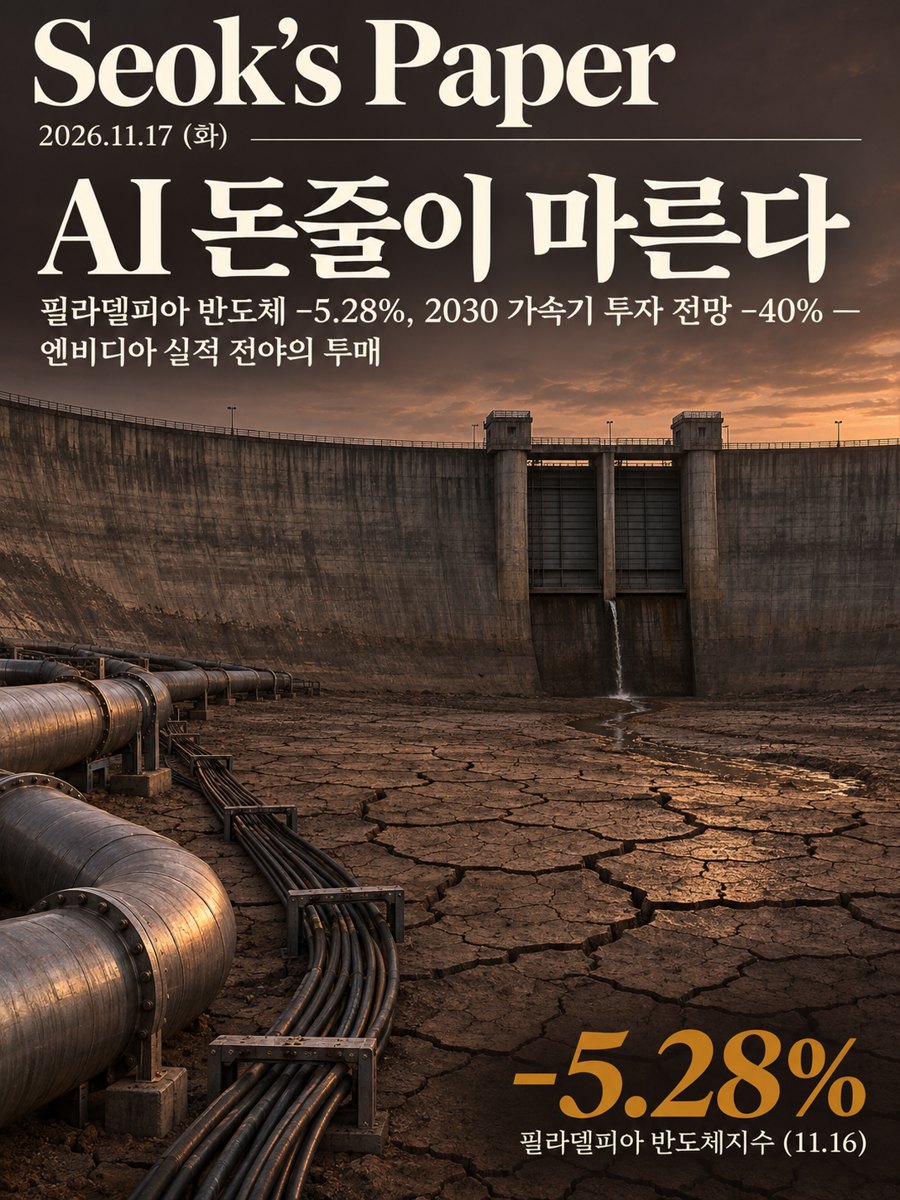 Seok's Paper
2026.11.17 (화)
AI 돈줄이 마른다
필라델피아 반도체 −5.28%, 2030 가속기 투자 전망 −40% —
엔비디아 실적 전야의 투매
-5.28%
필라델피아 반도체지수 (11.16)